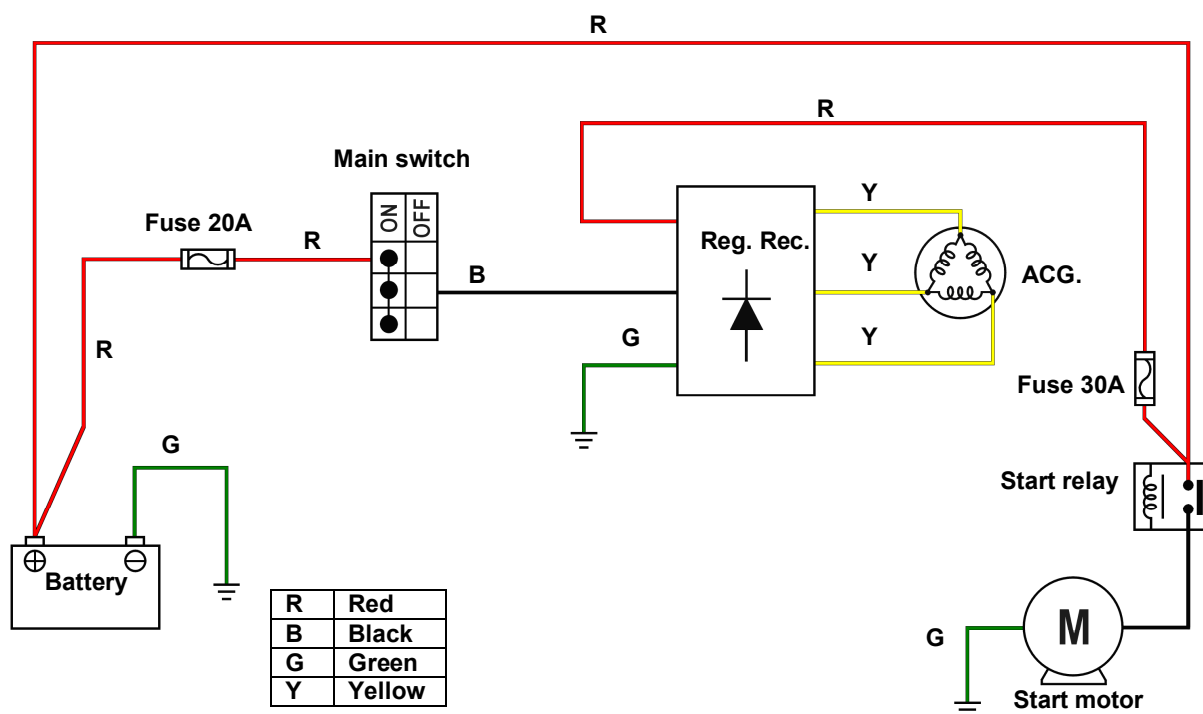 R
R
Main switch
Fuse 20A
R
ON
OFF
B
R
G
Reg. Rec.
Y
Y
Y
ACG.
G
Fuse 30A
Start relay
Battery
R Red
B Black
G Green
Y Yellow
G
M
Start motor